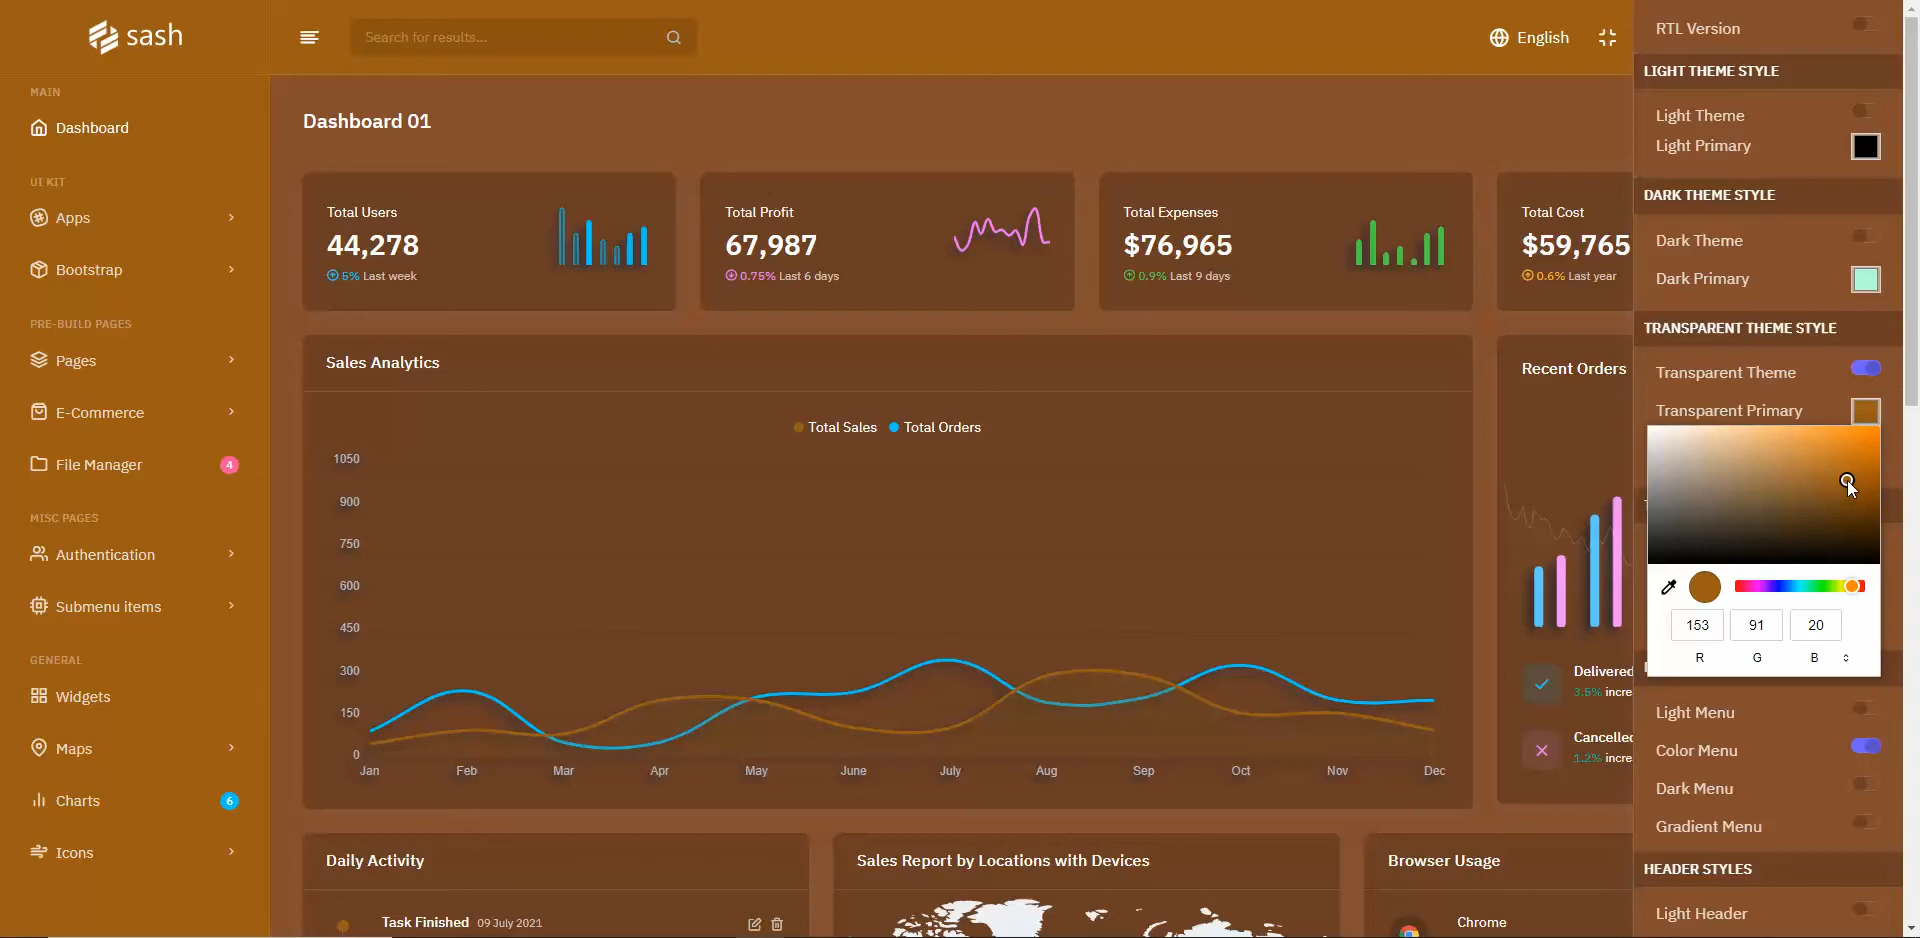 sash
Search for results...
English
MAIN
Dashboard
UI KIT
Apps
Bootstrap
PRE-BUILD PAGES
Pages
E-Commerce
File Manager
4
MISC PAGES
Authentication
Submenu items
GENERAL
Widgets
Maps
Charts
6
Icons
Dashboard 01
Total Users
44,278
5% Last week
Total Profit
67,987
0.75% Last 6 days
Total Expenses
$76,965
0.9% Last 9 days
Total Cost
$59,765
0.6% Last year
Sales Analytics
Total Sales
Total Orders
1050
900
750
600
450
300
150
0
Jan Feb Mar Apr May June July Aug Sep Oct Nov Dec
Recent Orders
Delivered
3.5% incre
Cancelled
1.2% incre
Daily Activity
Task Finished 09 July 2021
Sales Report by Locations with Devices
Browser Usage
Chrome
RTL Version
LIGHT THEME STYLE
Light Theme
Light Primary
DARK THEME STYLE
Dark Theme
Dark Primary
TRANSPARENT THEME STYLE
Transparent Theme
Transparent Primary
153 91 20
R G B
Light Menu
Color Menu
Dark Menu
Gradient Menu
HEADER STYLES
Light Header